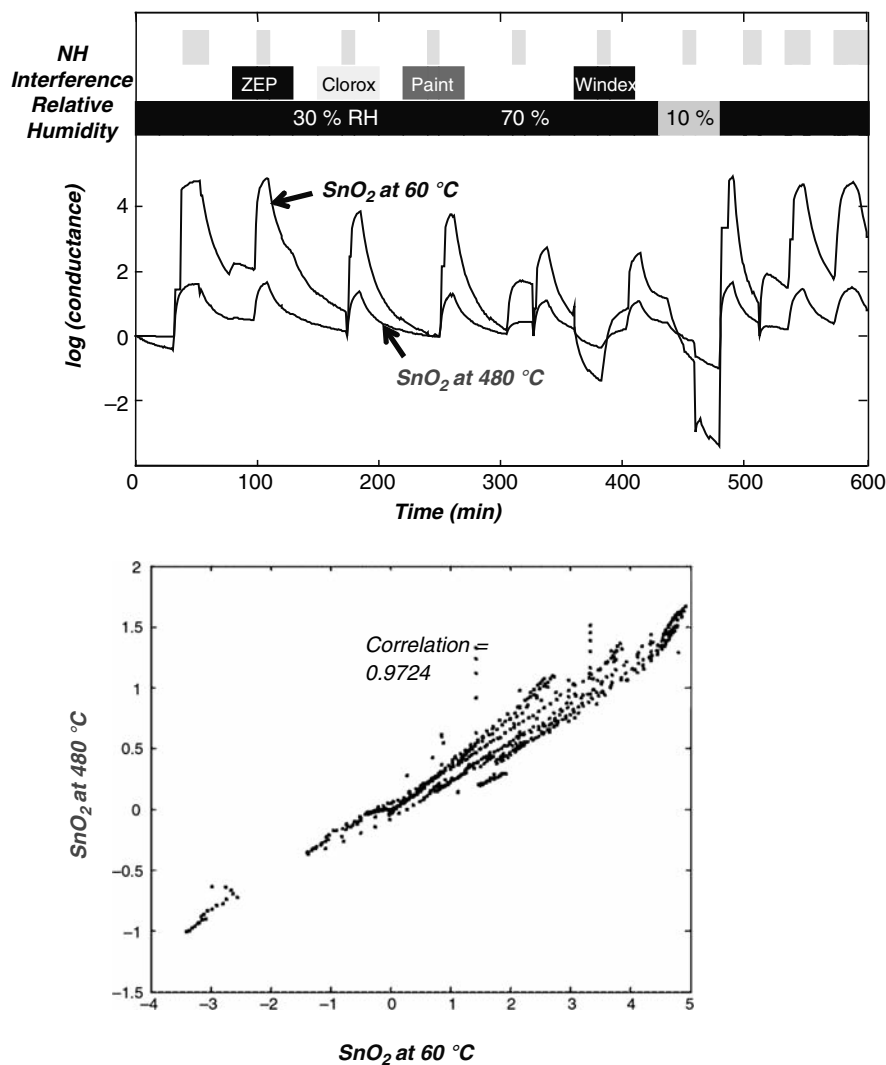 NH
Interference
Relative
Humidity
ZEP Clorox Paint Windex
30 % RH 70 % 10 %
log (conductance)
4
2
0
−2
SnO2 at 60 °C
SnO2 at 480 °C
0 100 200 300 400 500 600
Time (min)
SnO2 at 480 °C
2
1.5
1
0.5
0
−0.5
−1
−1.5
Correlation =
0.9724
−4 −3 −2 −1 0 1 2 3 4 5
SnO2 at 60 °C